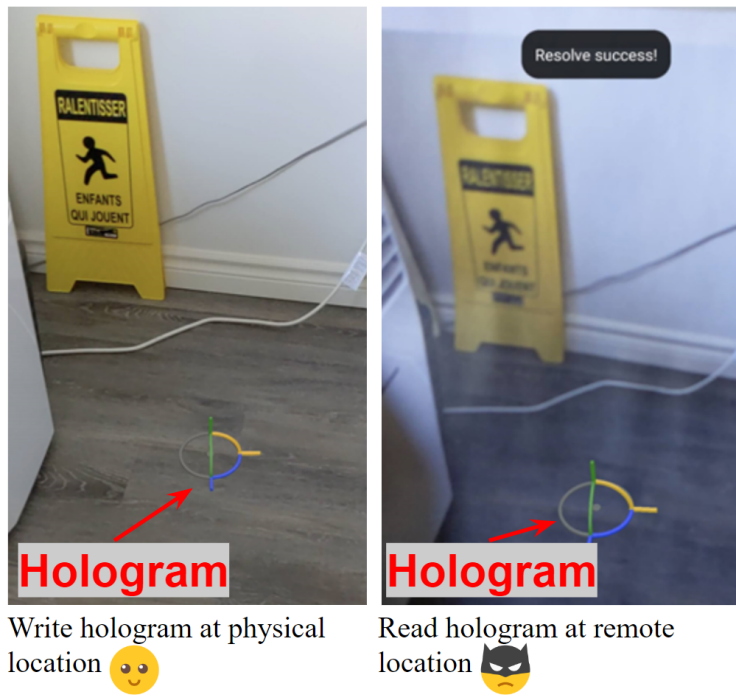 RALENTISSER
ENFANTS
QUI JOUENT
Hologram
Write hologram at physical
location
Resolve success!
RALENTISSER
ENFANTS
QUI JOUENT
Hologram
Read hologram at remote
location